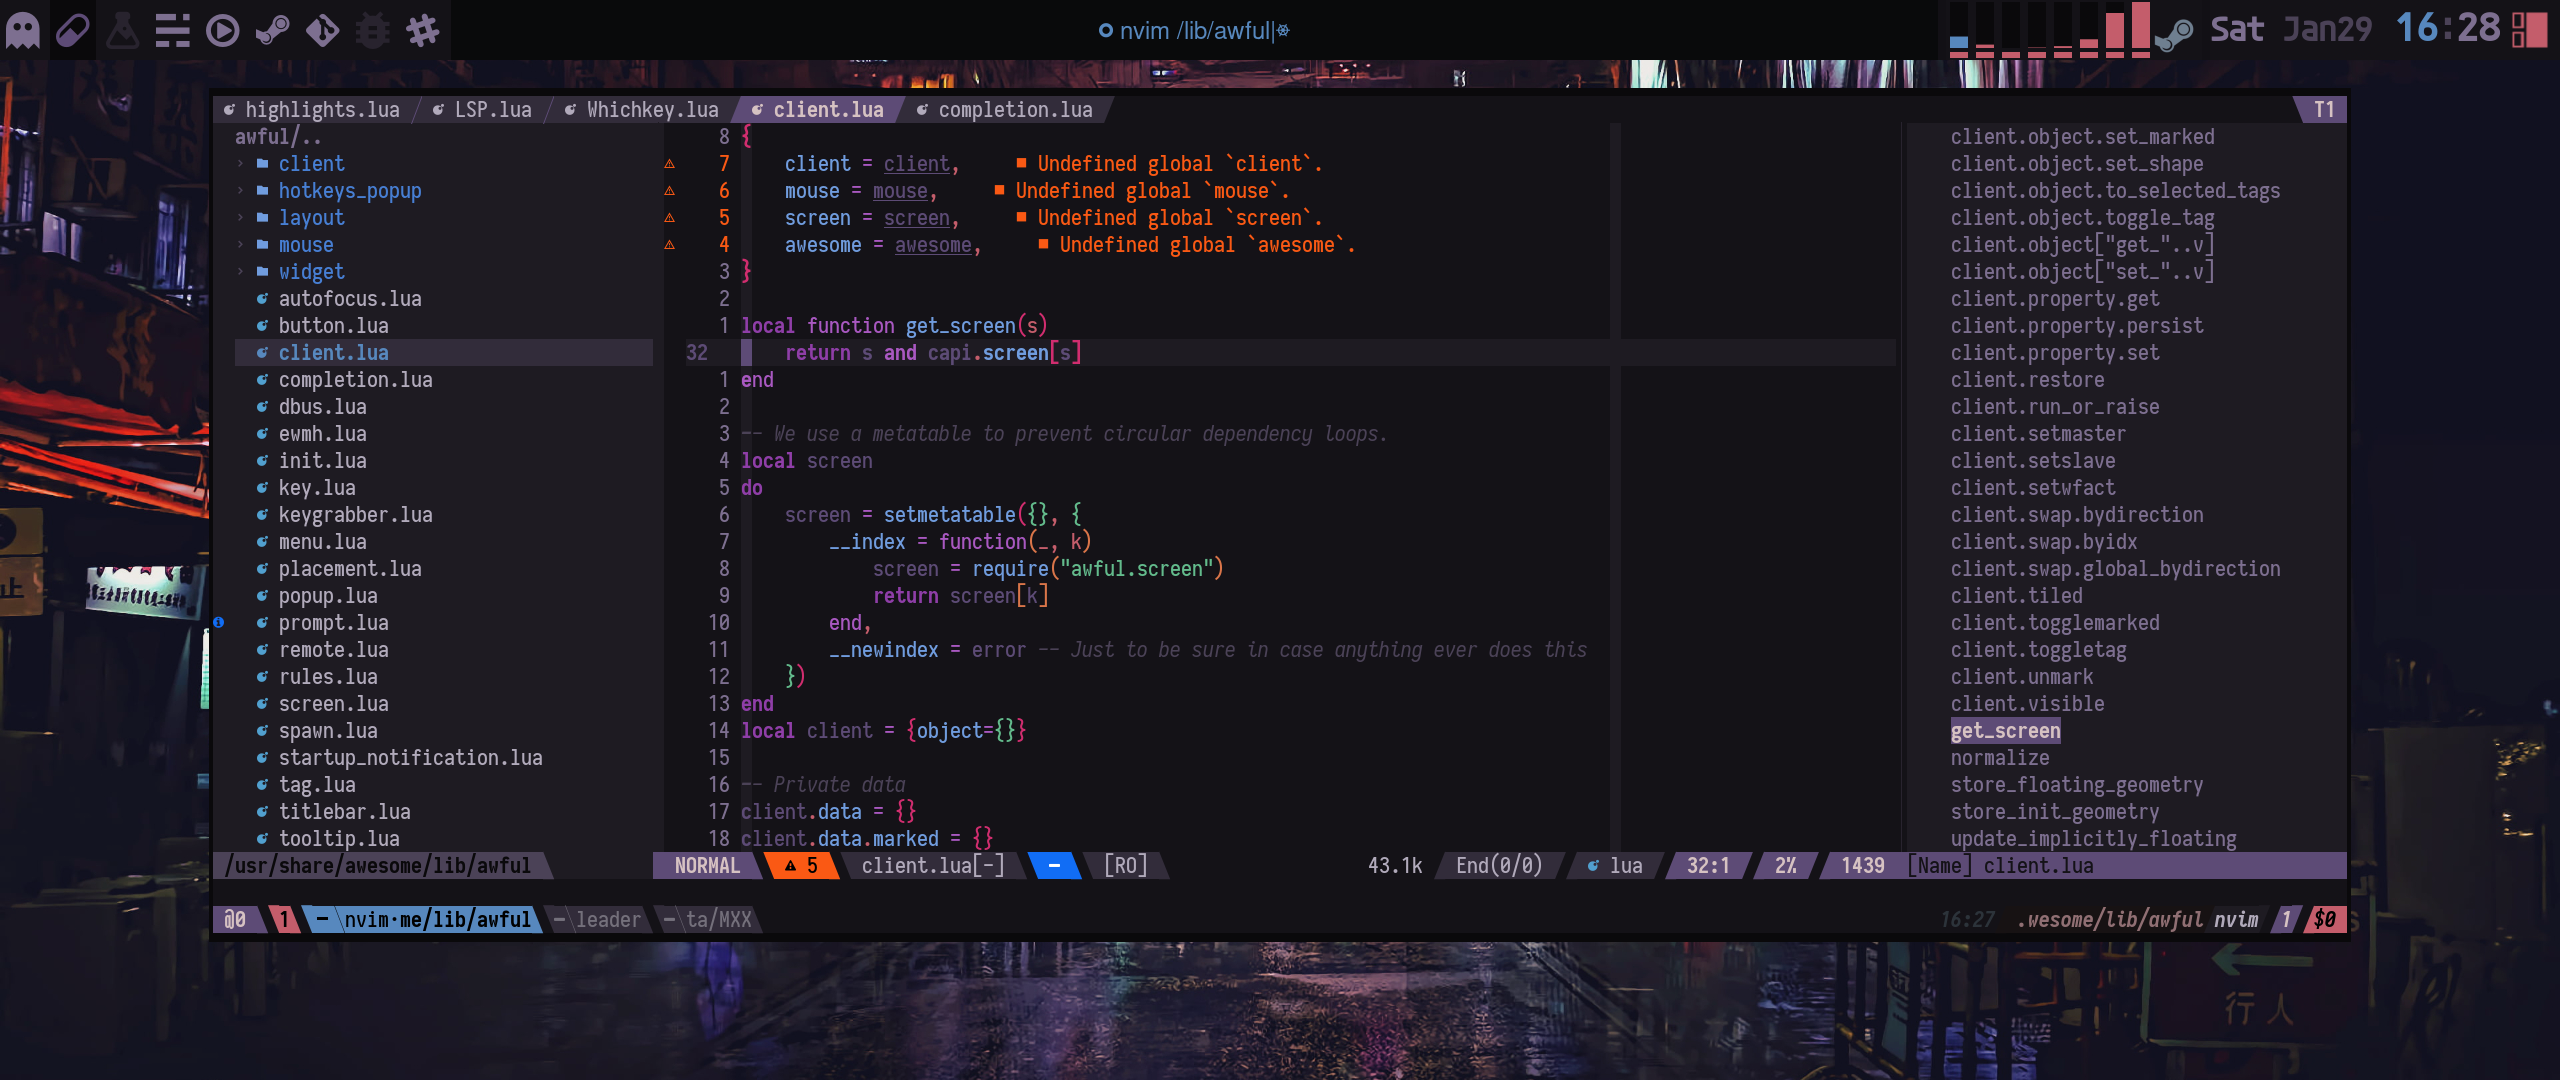 nvim /lib/awful|
Sat Jan29 16:28
highlights.lua LSP.lua Whichkey.lua client.lua completion.lua T1
awful/..
client
hotkeys_popup
layout
mouse
widget
autofocus.lua
button.lua
client.lua
completion.lua
dbus.lua
ewmh.lua
init.lua
key.lua
keygrabber.lua
menu.lua
placement.lua
popup.lua
prompt.lua
remote.lua
rules.lua
screen.lua
spawn.lua
startup_notification.lua
tag.lua
titlebar.lua
tooltip.lua
8 {
7 client = client, ■ Undefined global `client`.
6 mouse = mouse, ■ Undefined global `mouse`.
5 screen = screen, ■ Undefined global `screen`.
4 awesome = awesome, ■ Undefined global `awesome`.
3 }
2
1 local function get_screen(s)
32 return s and capi.screen[s]
1 end
2
3 -- We use a metatable to prevent circular dependency loops.
4 local screen
5 do
6 screen = setmetatable({}, {
7 __index = function(_, k)
8 screen = require("awful.screen")
9 return screen[k]
10 end,
11 __newindex = error -- Just to be sure in case anything ever does this
12 })
13 end
14 local client = {object={}}
15
16 -- Private data
17 client.data = {}
18 client.data.marked = {}
client.object.set_marked
client.object.set_shape
client.object.to_selected_tags
client.object.toggle_tag
client.object["get_"..v]
client.object["set_"..v]
client.property.get
client.property.persist
client.property.set
client.restore
client.run_or_raise
client.setmaster
client.setslave
client.setwfact
client.swap.bydirection
client.swap.byidx
client.swap.global_bydirection
client.tiled
client.togglemarked
client.toggletag
client.unmark
client.visible
get_screen
normalize
store_floating_geometry
store_init_geometry
update_implicitly_floating
/usr/share/awesome/lib/awful NORMAL 5 client.lua[-] - [RO] 43.1k End(0/0) lua 32:1 2% 1439 [Name] client.lua
@0 1 - nvim·me/lib/awful -\leader -\ta/MXX 16:27 .wesome/lib/awful nvim 1 $0
行人